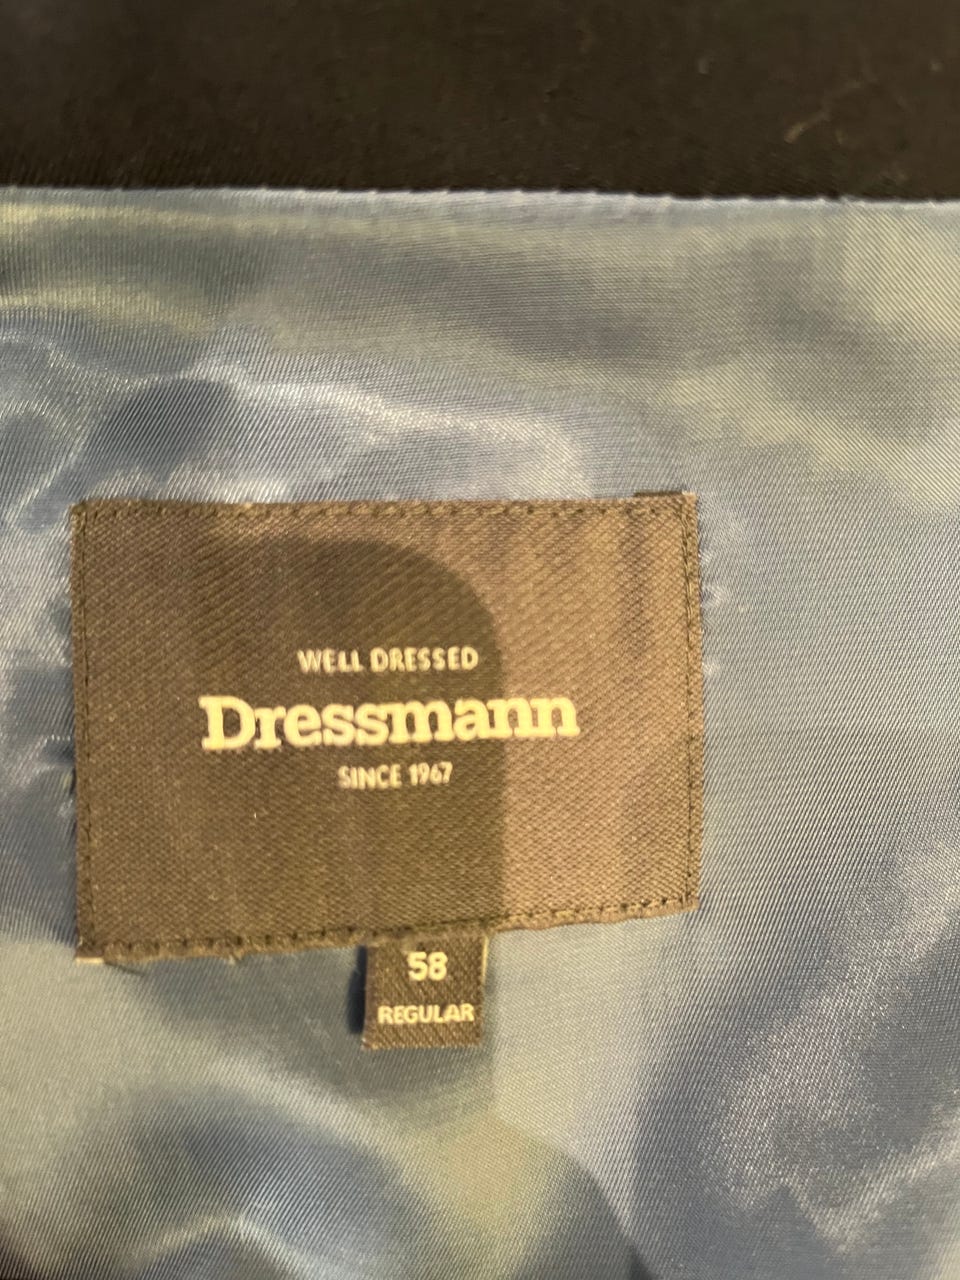 WELL DRESSED
Dressmann
SINCE 1967
58
REGULAR